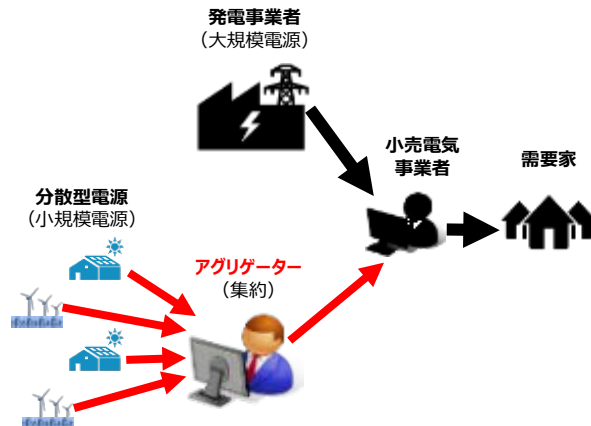 発電事業者
（大規模電源）
小売電気
事業者
需要家
分散型電源
（小規模電源）
アグリゲーター
（集約）